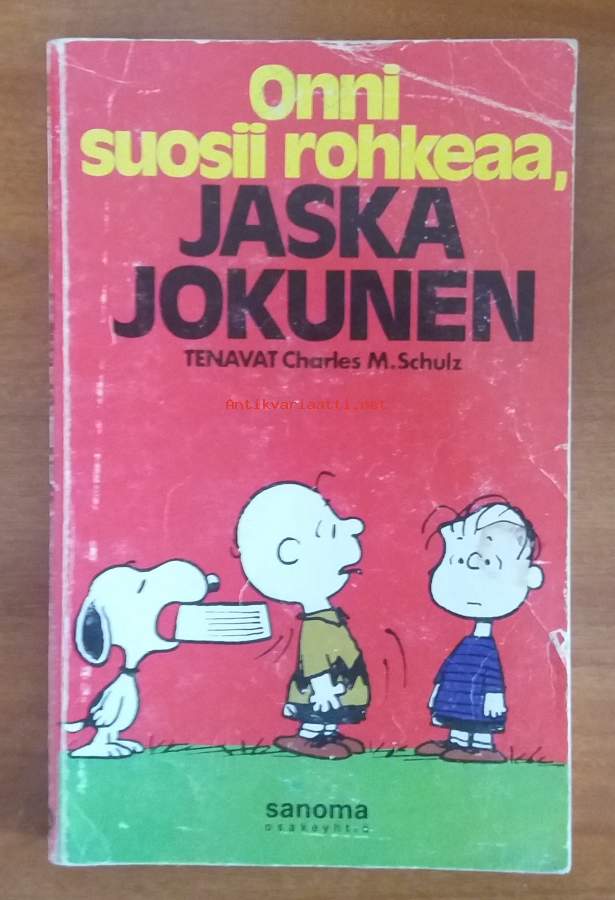 Onni
suosii rohkeaa,
JASKA
JOKUNEN
TENAVAT Charles M. Schulz
Antikvariaatti.net
sanoma
osakeyhtiö